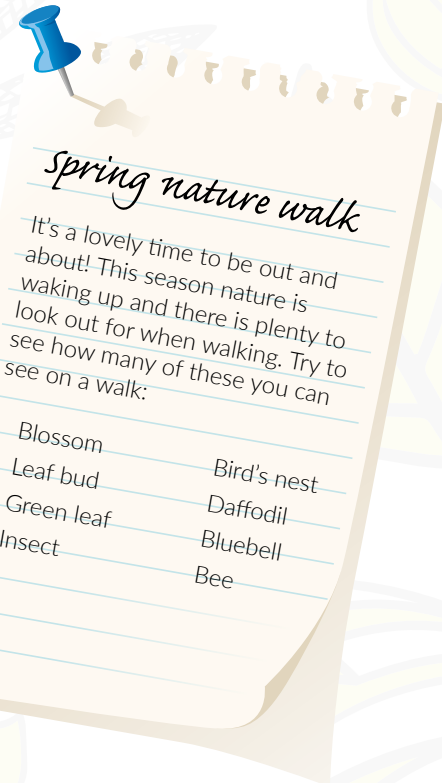 Spring nature walk
It's a lovely time to be out and
about! This season nature is
waking up and there is plenty to
look out for when walking. Try to
see how many of these you can
see on a walk:
Blossom
Leaf bud
Green leaf
Insect
Bird's nest
Daffodil
Bluebell
Bee